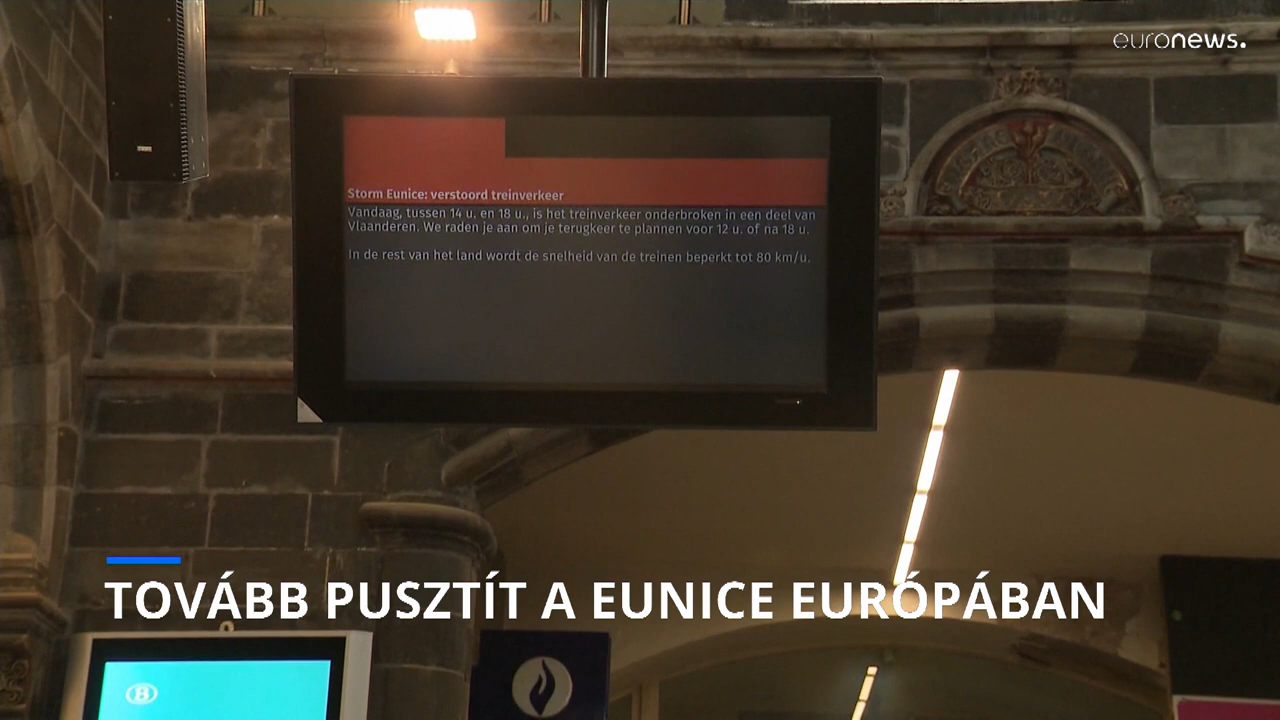 euronews.
Storm Eunice: verstoord treinverkeer
Vandaag, tussen 14 u. en 18 u., is het treinverkeer onderbroken in een deel van
Vlaanderen. We raden je aan om je terugkeer te plannen voor 12 u. of na 18 u.
In de rest van het land wordt de snelheid van de treinen beperkt tot 80 km/u.
TOVÁBB PUSZTÍT A EUNICE EURÓPÁBAN
B